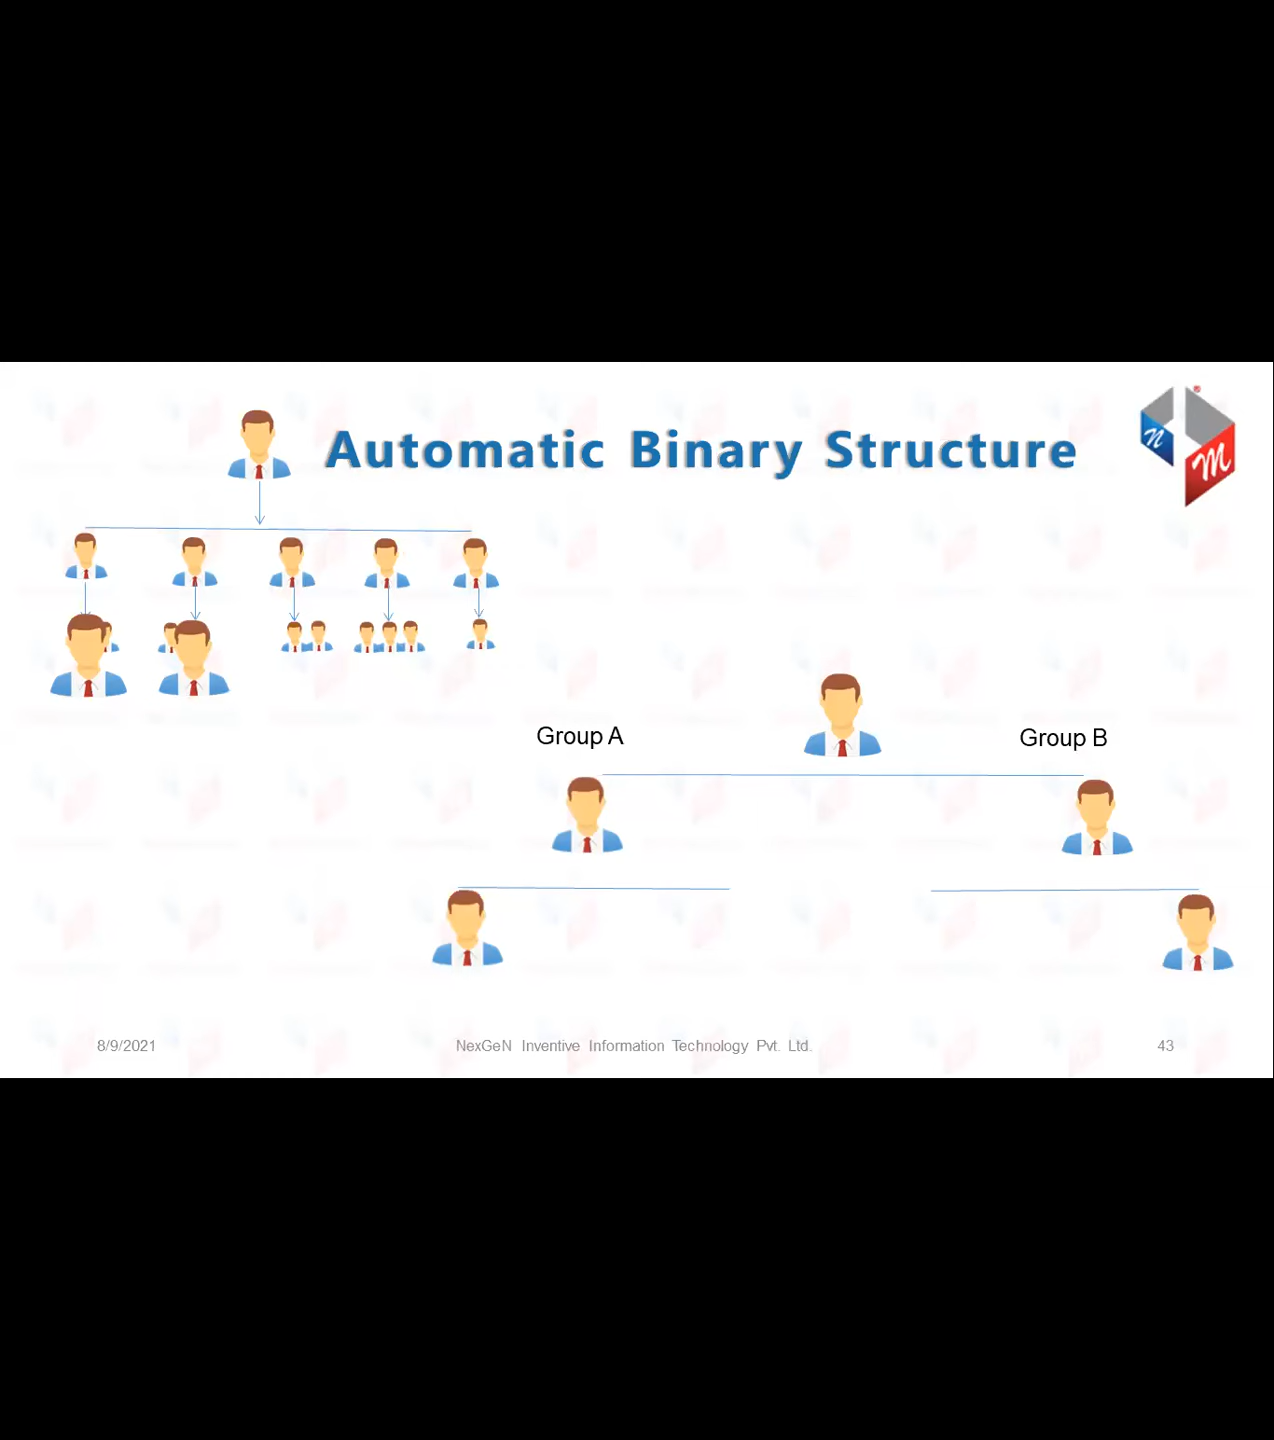 Automatic Binary Structure
®
n
m
Group A
Group B
8/9/2021
NexGeN Inventive Information Technology Pvt. Ltd.
43